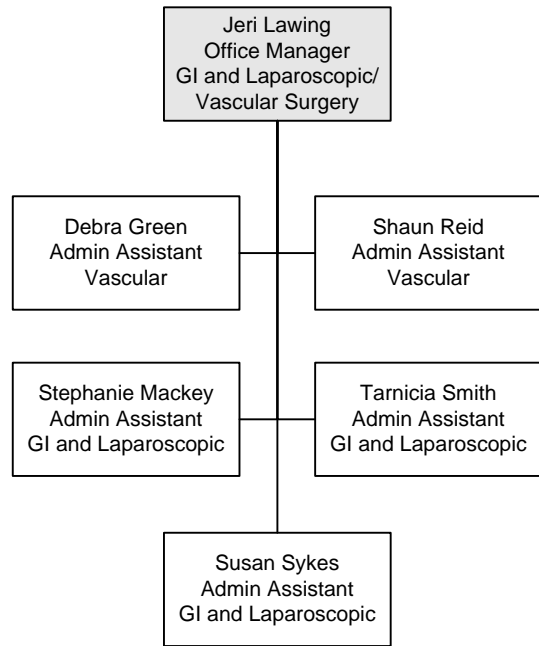 Jeri Lawing
Office Manager
GI and Laparoscopic/
Vascular Surgery
Debra Green
Admin Assistant
Vascular
Shaun Reid
Admin Assistant
Vascular
Stephanie Mackey
Admin Assistant
GI and Laparoscopic
Tarnicia Smith
Admin Assistant
GI and Laparoscopic
Susan Sykes
Admin Assistant
GI and Laparoscopic